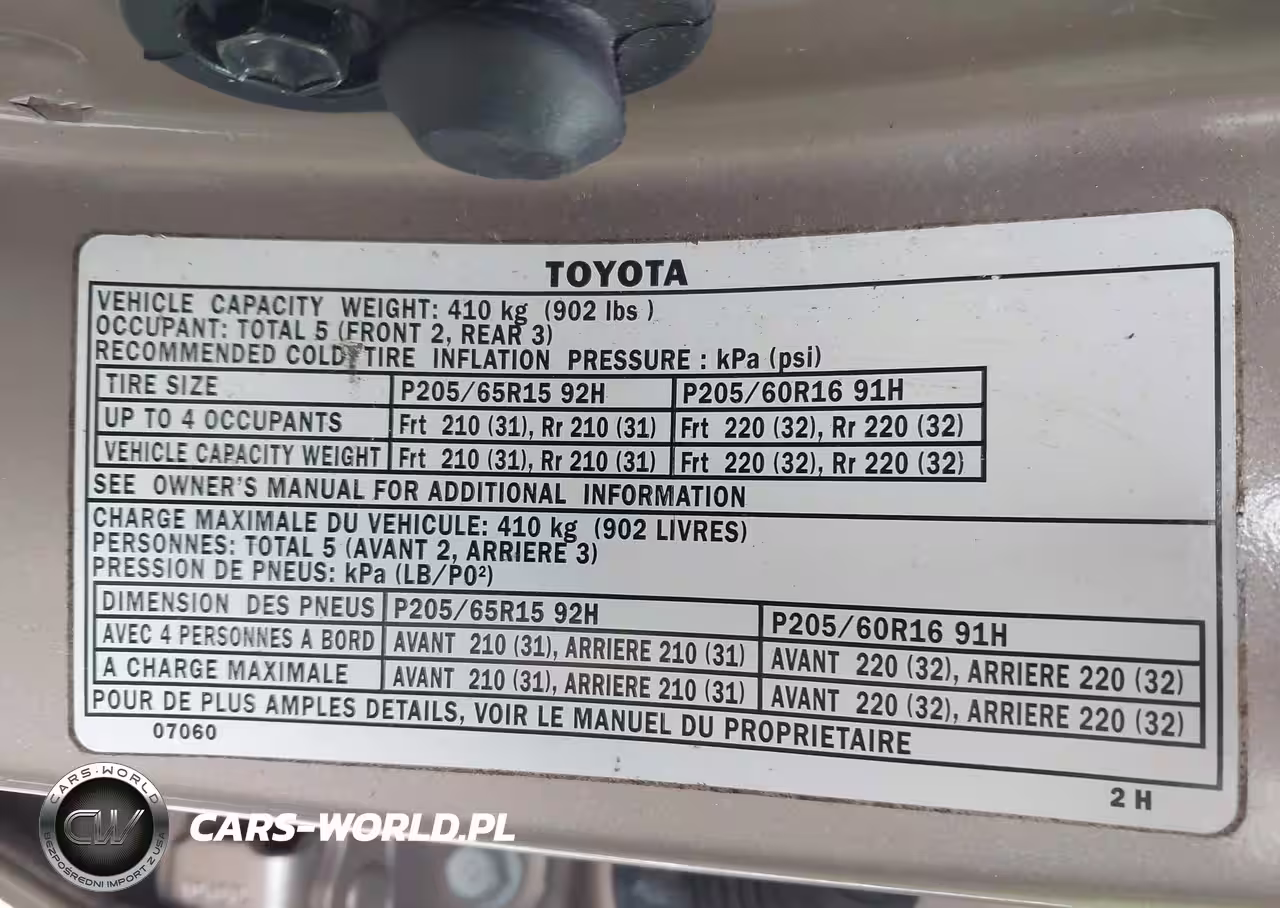 TOYOTA
VEHICLE CAPACITY WEIGHT: 410 kg (902 lbs )
OCCUPANT: TOTAL 5 (FRONT 2, REAR 3)
RECOMMENDED COLD TIRE INFLATION PRESSURE : kPa (psi)
TIRE SIZE P205/65R15 92H P205/60R16 91H
UP TO 4 OCCUPANTS Frt 210 (31), Rr 210 (31) Frt 220 (32), Rr 220 (32)
VEHICLE CAPACITY WEIGHT Frt 210 (31), Rr 210 (31) Frt 220 (32), Rr 220 (32)
SEE OWNER'S MANUAL FOR ADDITIONAL INFORMATION
CHARGE MAXIMALE DU VEHICULE: 410 kg (902 LIVRES)
PERSONNES: TOTAL 5 (AVANT 2, ARRIERE 3)
PRESSION DE PNEUS: kPa (LB/PO²)
DIMENSION DES PNEUS P205/65R15 92H P205/60R16 91H
AVEC 4 PERSONNES A BORD AVANT 210 (31), ARRIERE 210 (31) AVANT 220 (32), ARRIERE 220 (32)
A CHARGE MAXIMALE AVANT 210 (31), ARRIERE 210 (31) AVANT 220 (32), ARRIERE 220 (32)
POUR DE PLUS AMPLES DETAILS, VOIR LE MANUEL DU PROPRIETAIRE
07060
2 H
CARS-WORLD
CW
BEZPOŚREDNI IMPORT Z USA
CARS-WORLD.PL